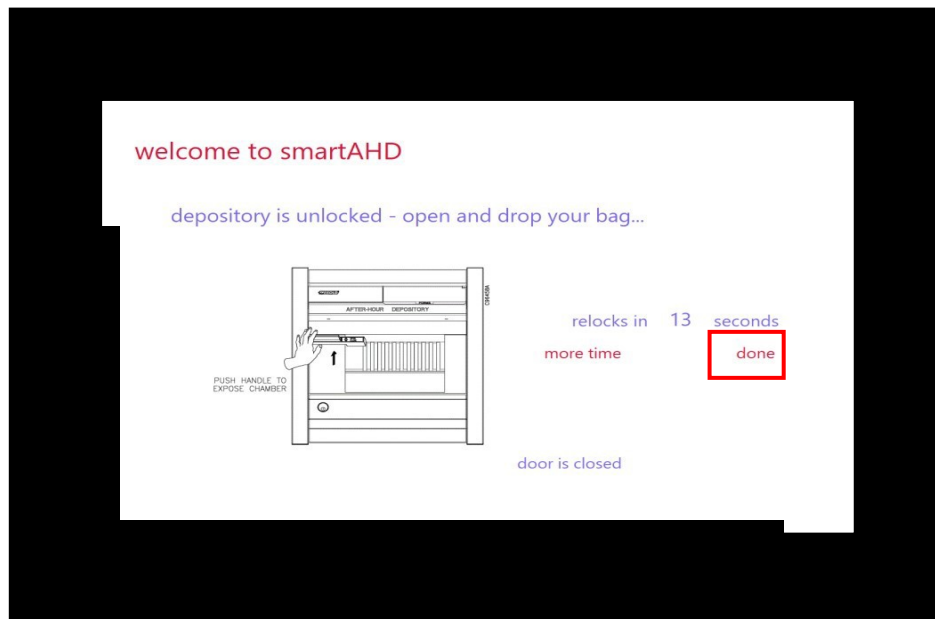 welcome to smartAHD
depository is unlocked - open and drop your bag...
AFTER-HOUR DEPOSITORY
relocks in 13 seconds
more time done
PUSH HANDLE TO
EXPOSE CHAMBER
door is closed